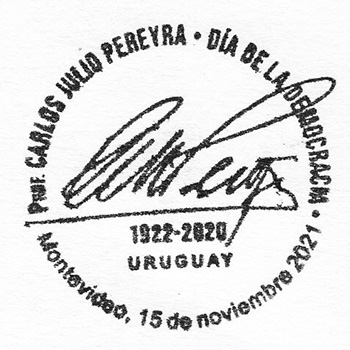 PROF. CARLOS JULIO PEREYRA • DÍA DE LA DEMOCRACIA •
1922-2020
URUGUAY
Montevideo, 15 de noviembre 2021